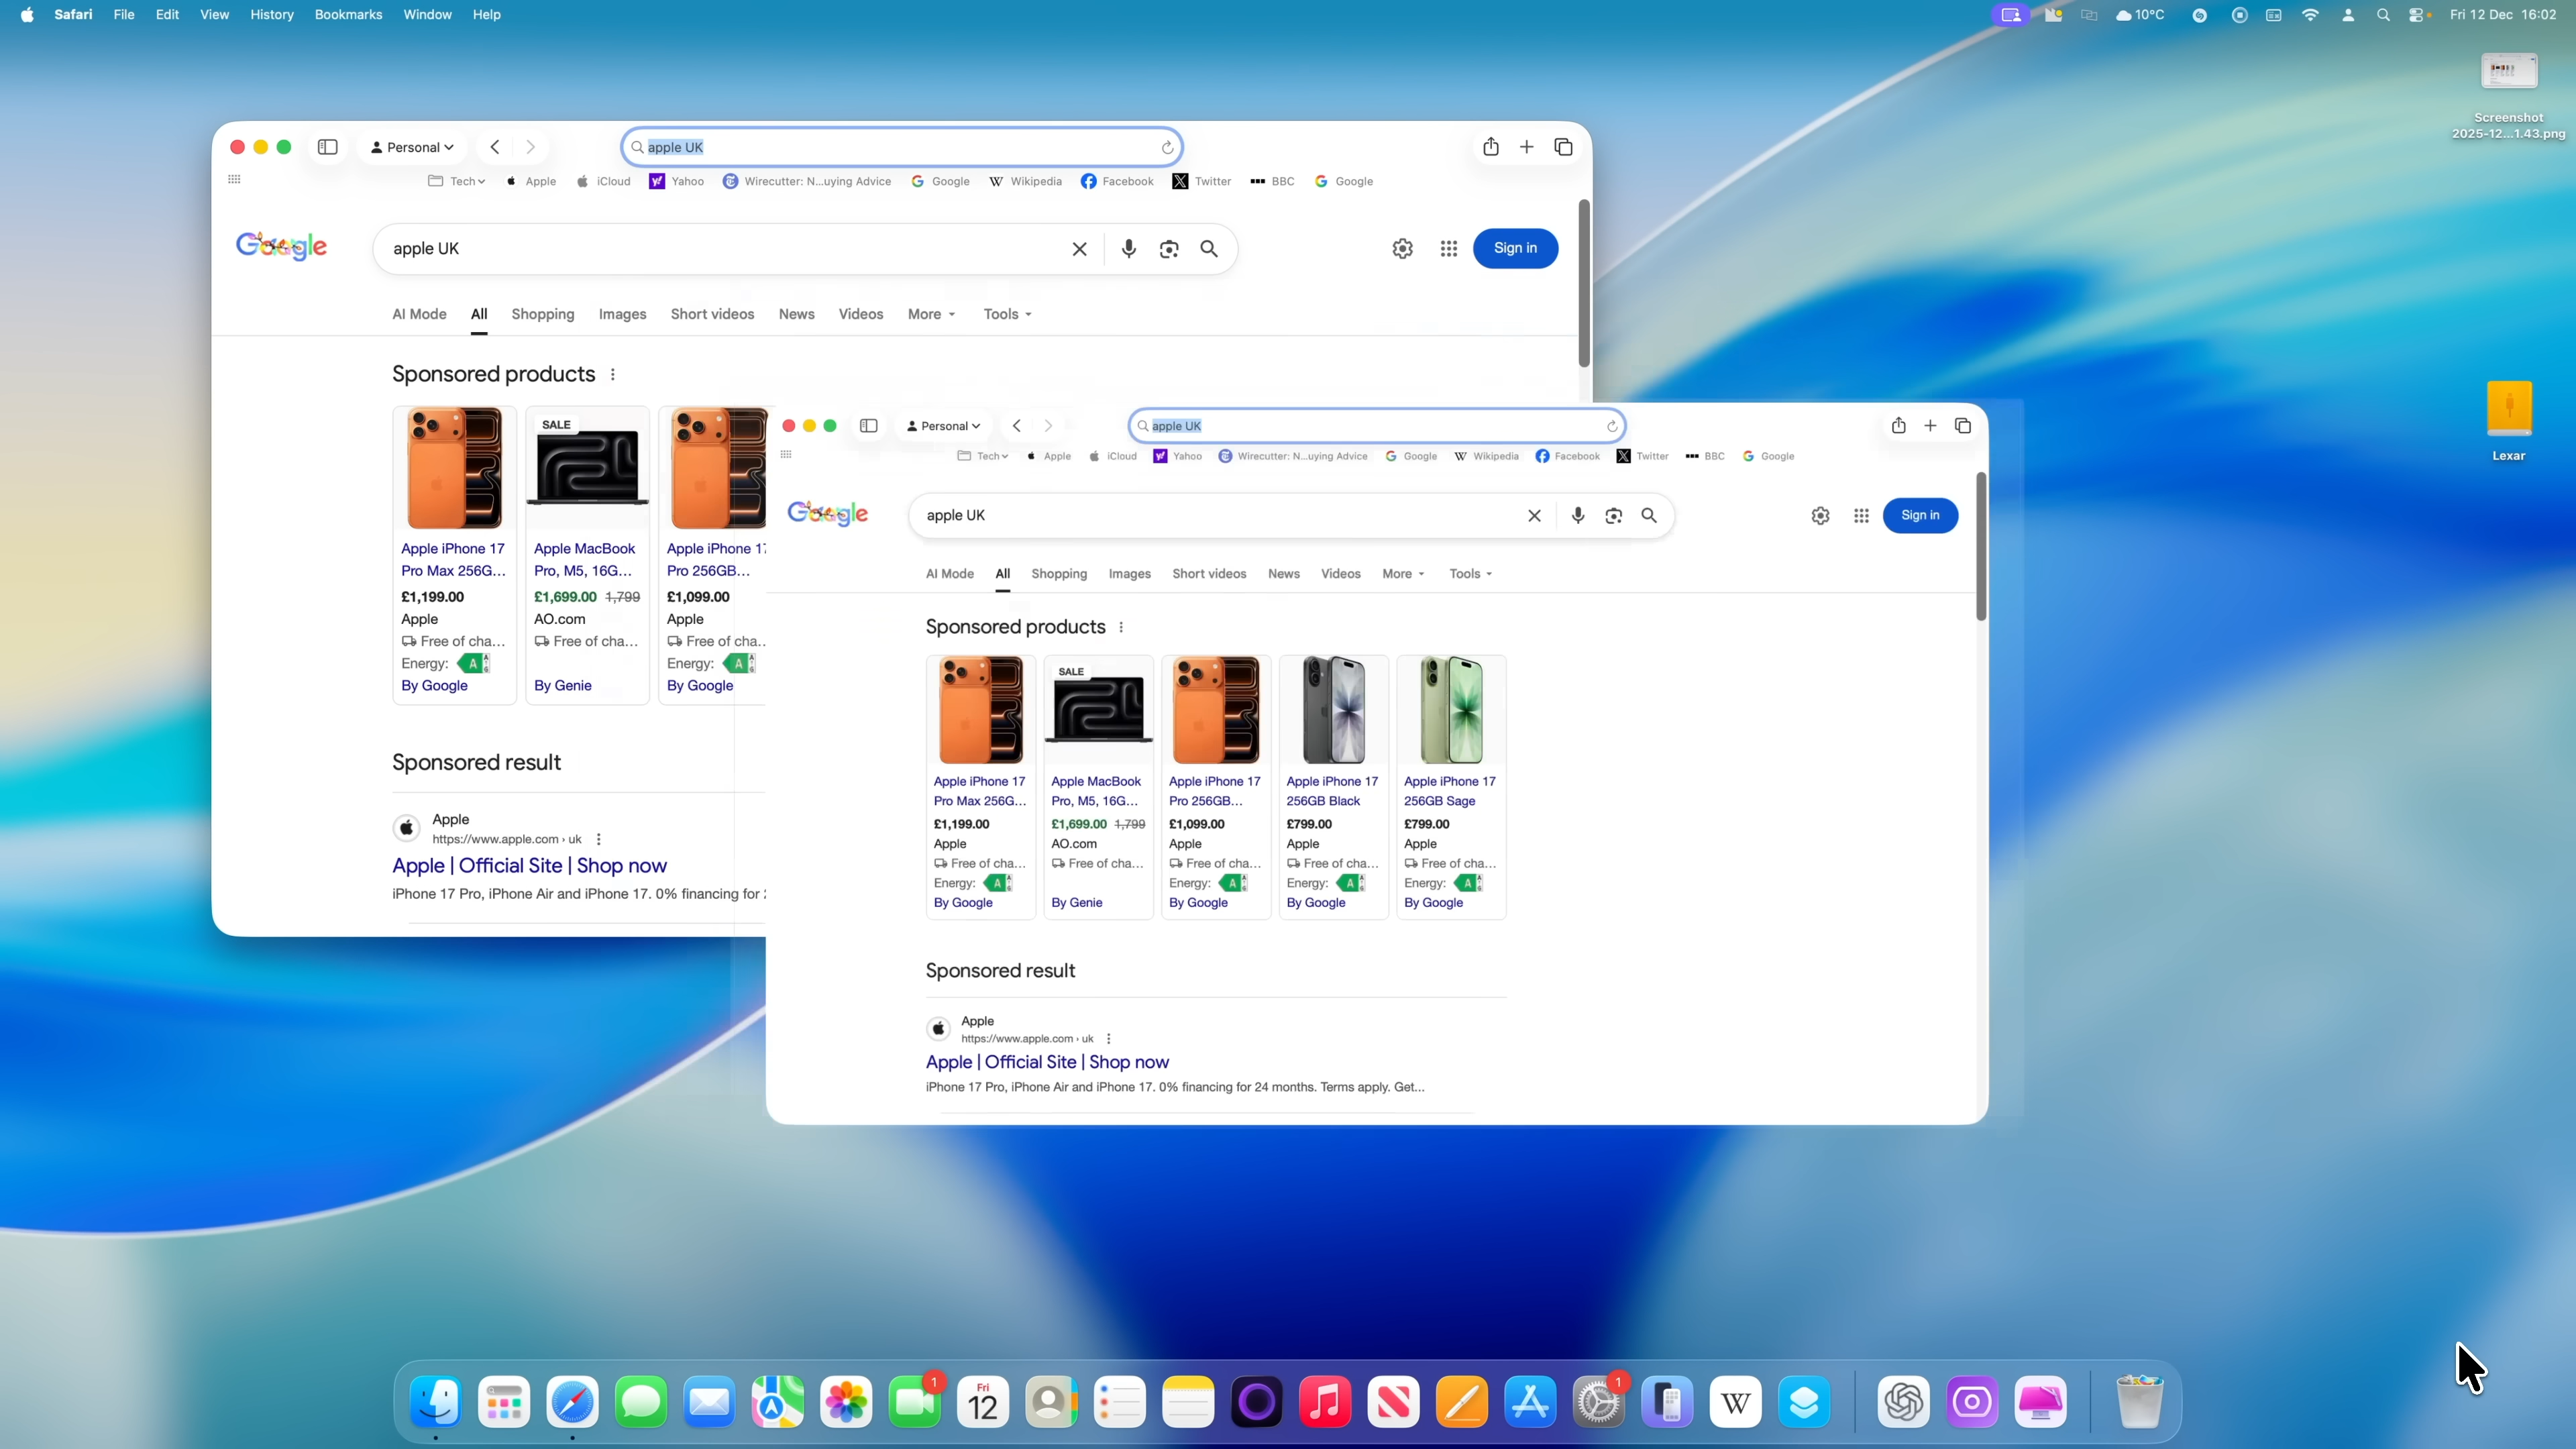 Safari File Edit View History Bookmarks Window Help
10°C Fri 12 Dec 16:02
Screenshot
2025-12...1.43.png
Lexar
Personal
apple UK
Tech Apple iCloud Yahoo Wirecutter: N...uying Advice Google Wikipedia Facebook Twitter BBC Google
Google
apple UK
Sign in
AI Mode All Shopping Images Short videos News Videos More Tools
Sponsored products
SALE
Apple iPhone 17 Apple MacBook Apple iPhone 17
Pro Max 256G... Pro, M5, 16G... Pro 256GB...
£1,199.00 £1,699.00 1,799 £1,099.00
Apple AO.com Apple
Free of cha... Free of cha... Free of cha...
Energy: A Energy: A
By Google By Genie By Google
Sponsored result
Apple
https://www.apple.com › uk
Apple | Official Site | Shop now
iPhone 17 Pro, iPhone Air and iPhone 17. 0% financing for
Personal
apple UK
Tech Apple iCloud Yahoo Wirecutter: N...uying Advice Google Wikipedia Facebook Twitter BBC Google
Google
apple UK
Sign in
AI Mode All Shopping Images Short videos News Videos More Tools
Sponsored products
SALE
Apple iPhone 17 Apple MacBook Apple iPhone 17 Apple iPhone 17 Apple iPhone 17
Pro Max 256G... Pro, M5, 16G... Pro 256GB... 256GB Black 256GB Sage
£1,199.00 £1,699.00 1,799 £1,099.00 £799.00 £799.00
Apple AO.com Apple Apple Apple
Free of cha... Free of cha... Free of cha... Free of cha... Free of cha...
Energy: A Energy: A Energy: A Energy: A
By Google By Genie By Google By Google By Google
Sponsored result
Apple
https://www.apple.com › uk
Apple | Official Site | Shop now
iPhone 17 Pro, iPhone Air and iPhone 17. 0% financing for 24 months. Terms apply. Get...
1 Fri 1
12 W